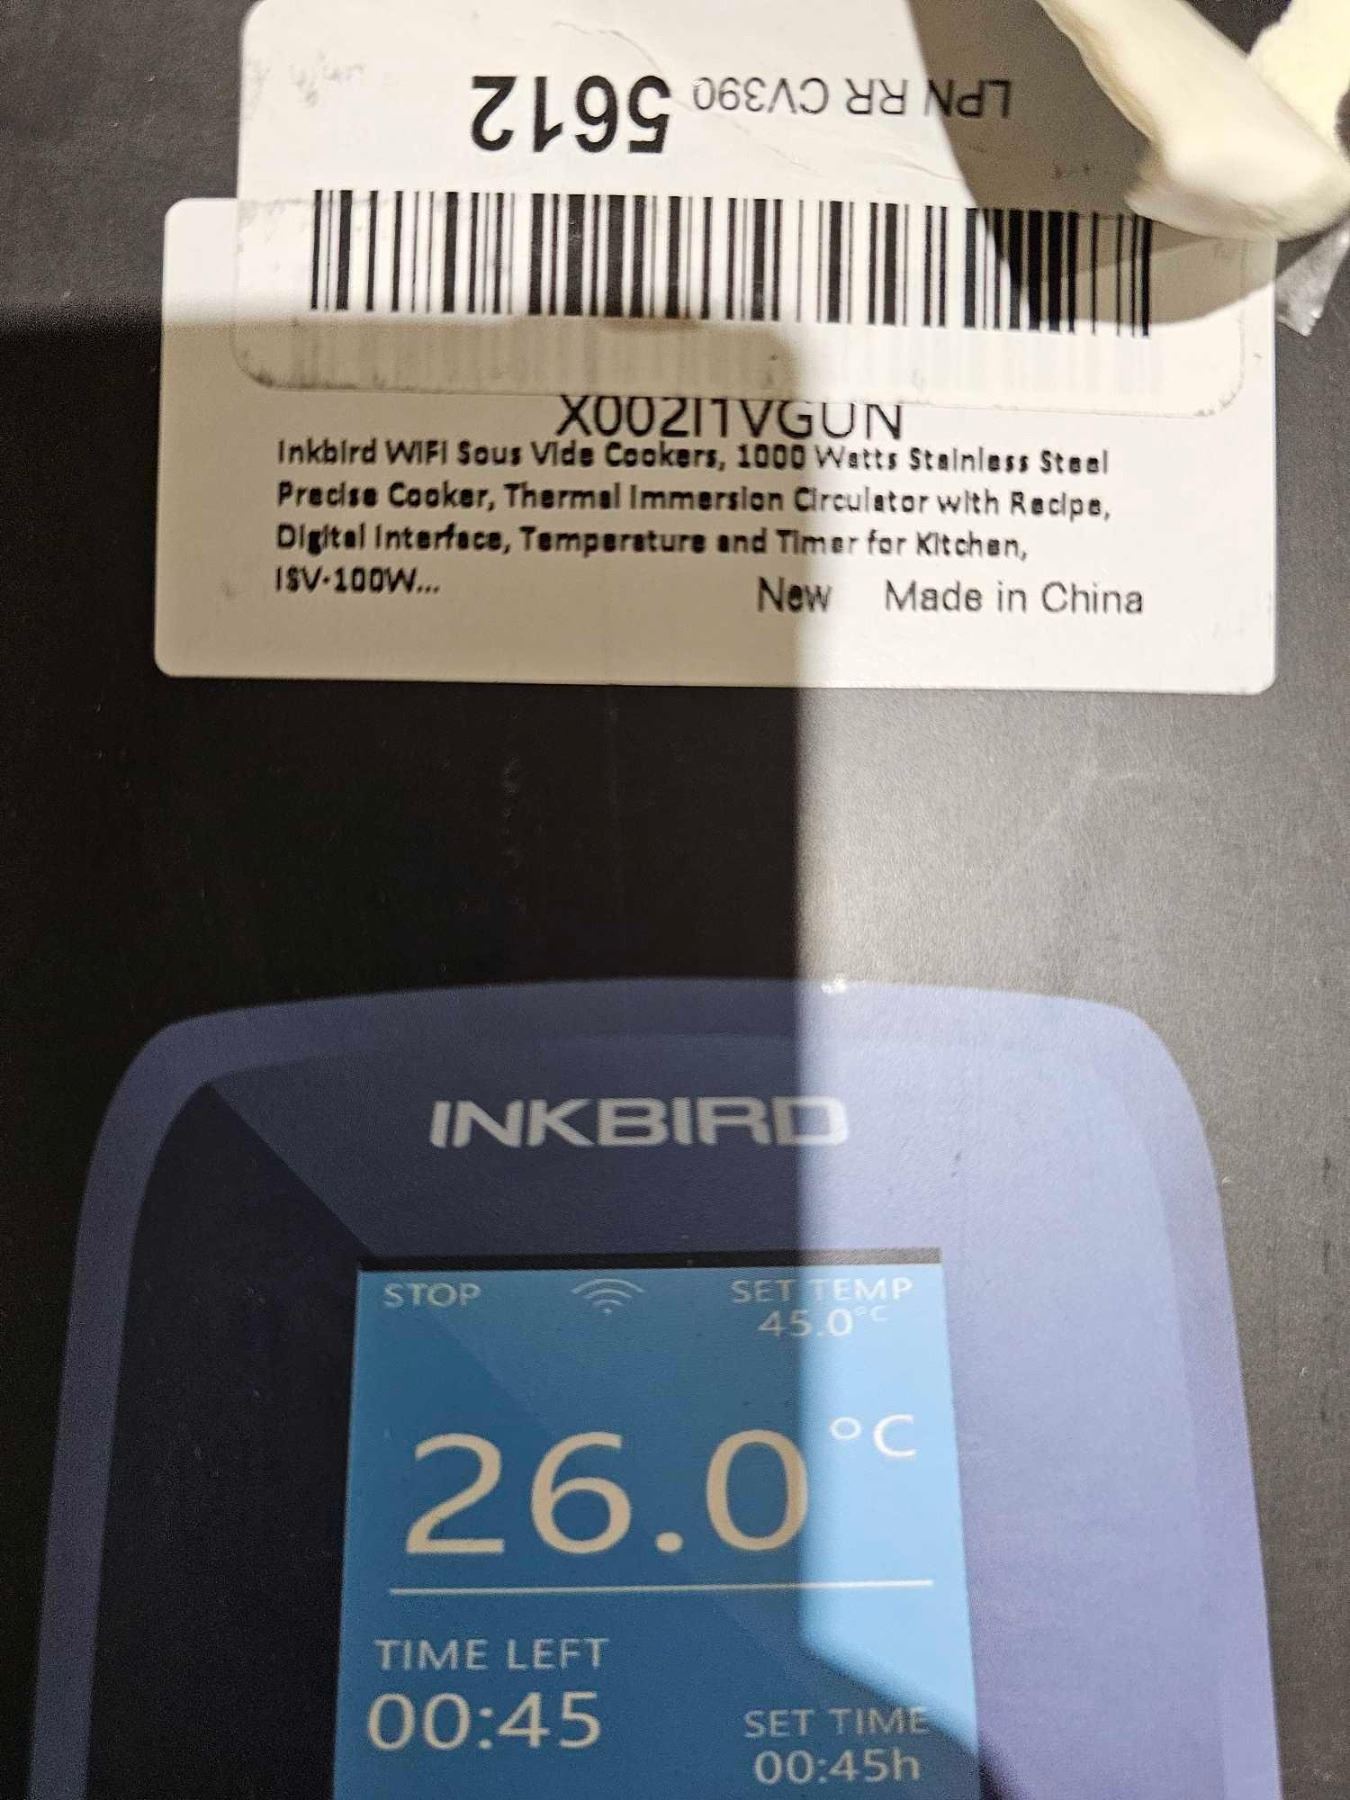 LPN RR CV390 5612
X002I1VGUN
Inkbird WIFI Sous Vide Cookers, 1000 Watts Stainless Steel
Precise Cooker, Thermal Immersion Circulator with Recipe,
Digital Interface, Temperature and Timer for Kitchen,
ISV-100W...
New Made in China
INKBIRD
STOP SET TEMP
45.0°C
26.0 °C
TIME LEFT
00:45
SET TIME
00:45h